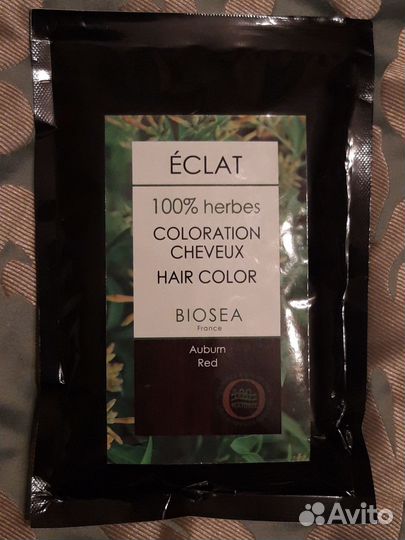 ÉCLAT
100% herbes
COLORATION
CHEVEUX
HAIR COLOR
BIOSEA
France
Auburn
Red
Avito